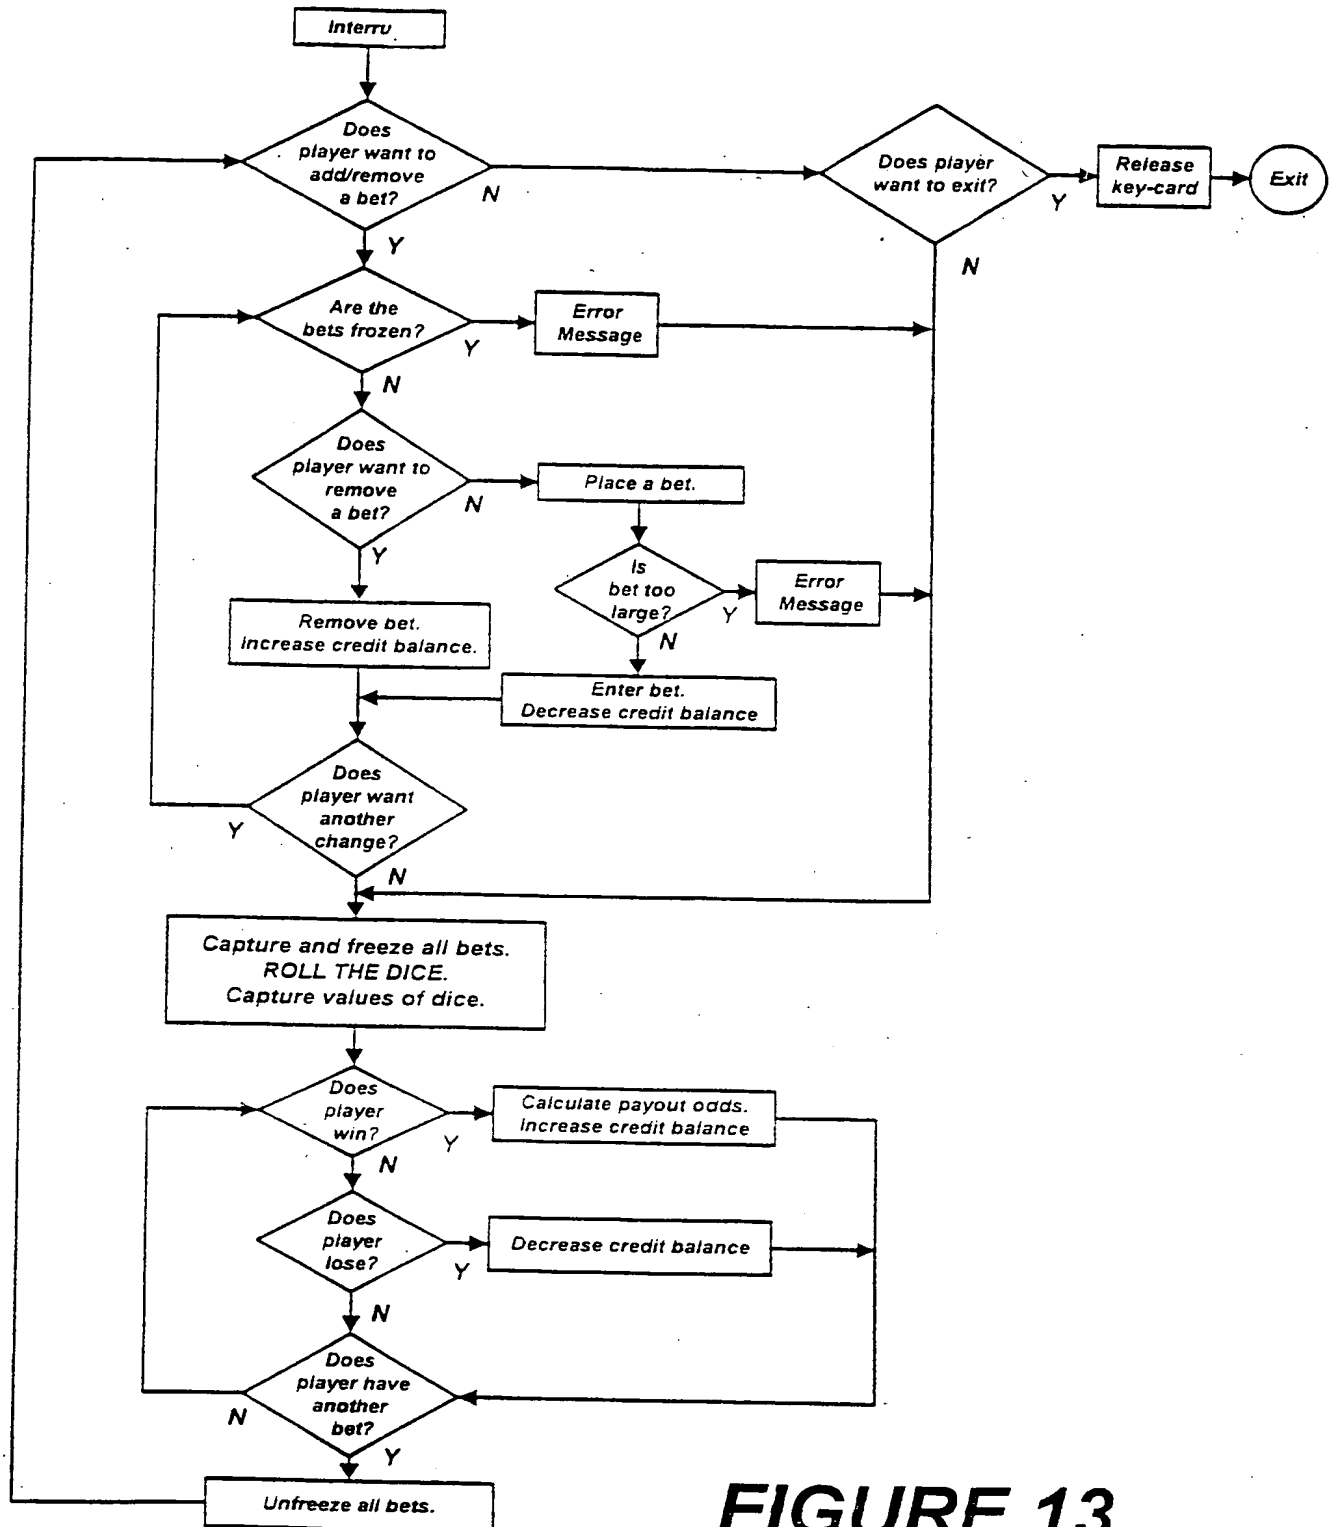 Interru
Does
player want to
add/remove
a bet?
N
Y
Does player
want to exit?
Y
N
Release
key-card
Exit
Are the
bets frozen?
Y
N
Error
Message
Does
player want to
remove
a bet?
N
Y
Place a bet.
Is
bet too
large?
Y
N
Error
Message
Remove bet.
Increase credit balance.
Enter bet.
Decrease credit balance
Does
player want
another
change?
Y
N
Capture and freeze all bets.
ROLL THE DICE.
Capture values of dice.
Does
player
win?
Y
N
Calculate payout odds.
Increase credit balance
Does
player
lose?
Y
N
Decrease credit balance
Does
player have
another
bet?
N
Y
Unfreeze all bets.
FIGURE 13